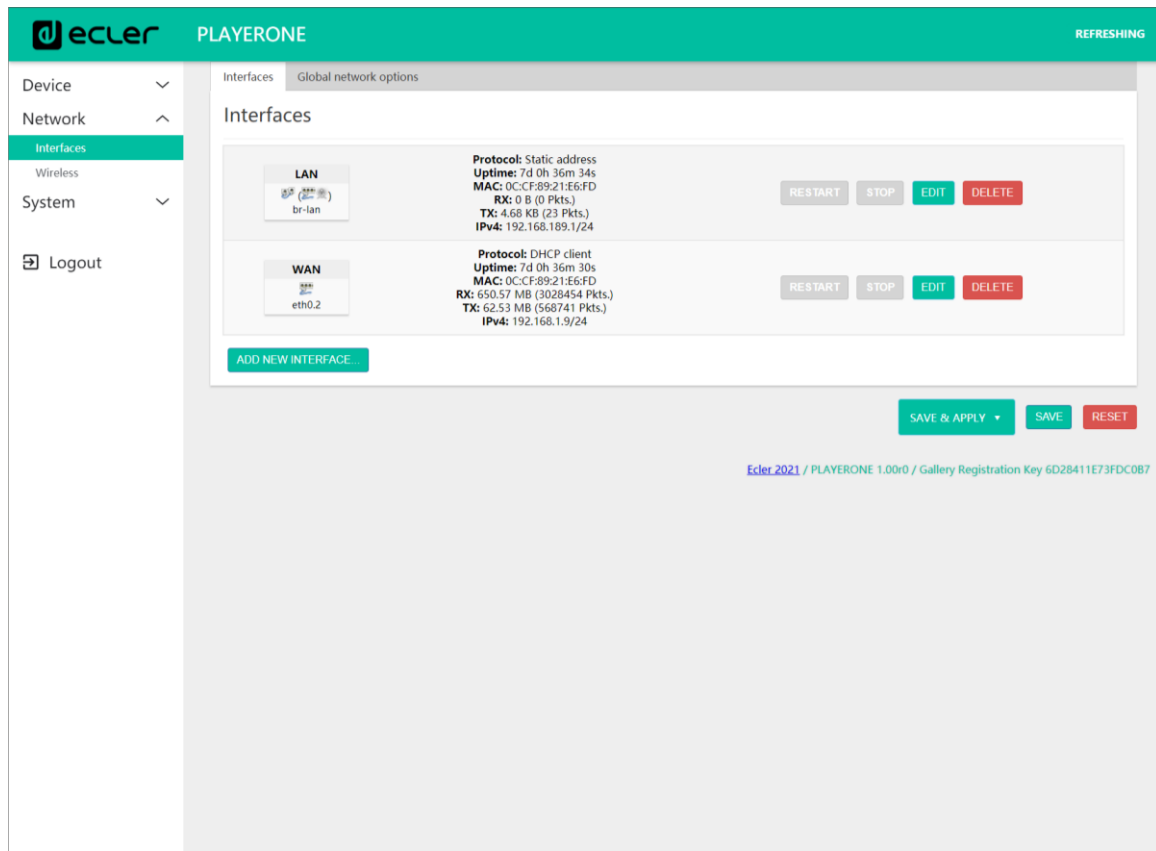 ecler
PLAYERONE
REFRESHING
Device
Network
Interfaces
Wireless
System
Logout
Interfaces
Global network options
Interfaces
LAN
br-lan
Protocol: Static address
Uptime: 7d 0h 36m 34s
MAC: 0C:CF:89:21:E6:FD
RX: 0 B (0 Pkts.)
TX: 4.68 KB (23 Pkts.)
IPv4: 192.168.189.1/24
RESTART
STOP
EDIT
DELETE
WAN
eth0.2
Protocol: DHCP client
Uptime: 7d 0h 36m 30s
MAC: 0C:CF:89:21:E6:FD
RX: 650.57 MB (3028454 Pkts.)
TX: 62.53 MB (568741 Pkts.)
IPv4: 192.168.1.9/24
RESTART
STOP
EDIT
DELETE
ADD NEW INTERFACE...
SAVE & APPLY
SAVE
RESET
Ecler 2021 / PLAYERONE 1.00r0 / Gallery Registration Key 6D28411E73FDC0B7